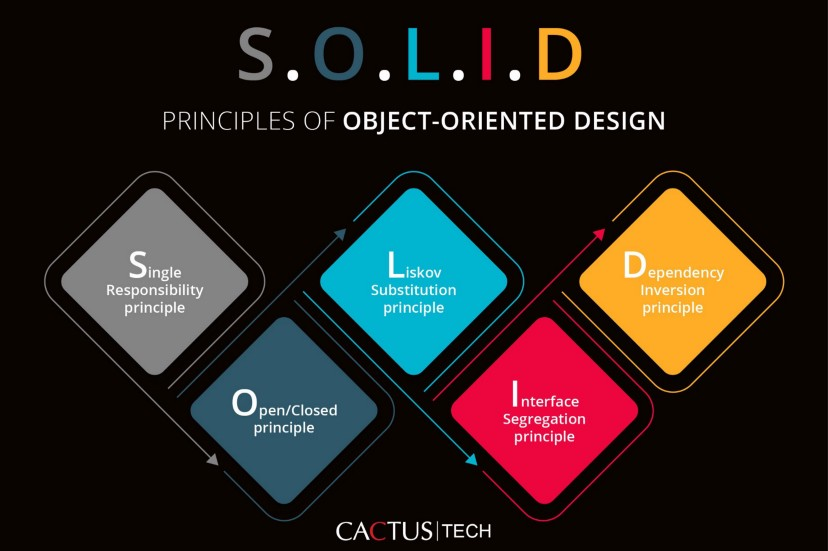 S.O.L.I.D
PRINCIPLES OF OBJECT-ORIENTED DESIGN
Single
Responsibility
principle
Open/Closed
principle
Liskov
Substitution
principle
Interface
Segregation
principle
Dependency
Inversion
principle
CACTUS|TECH